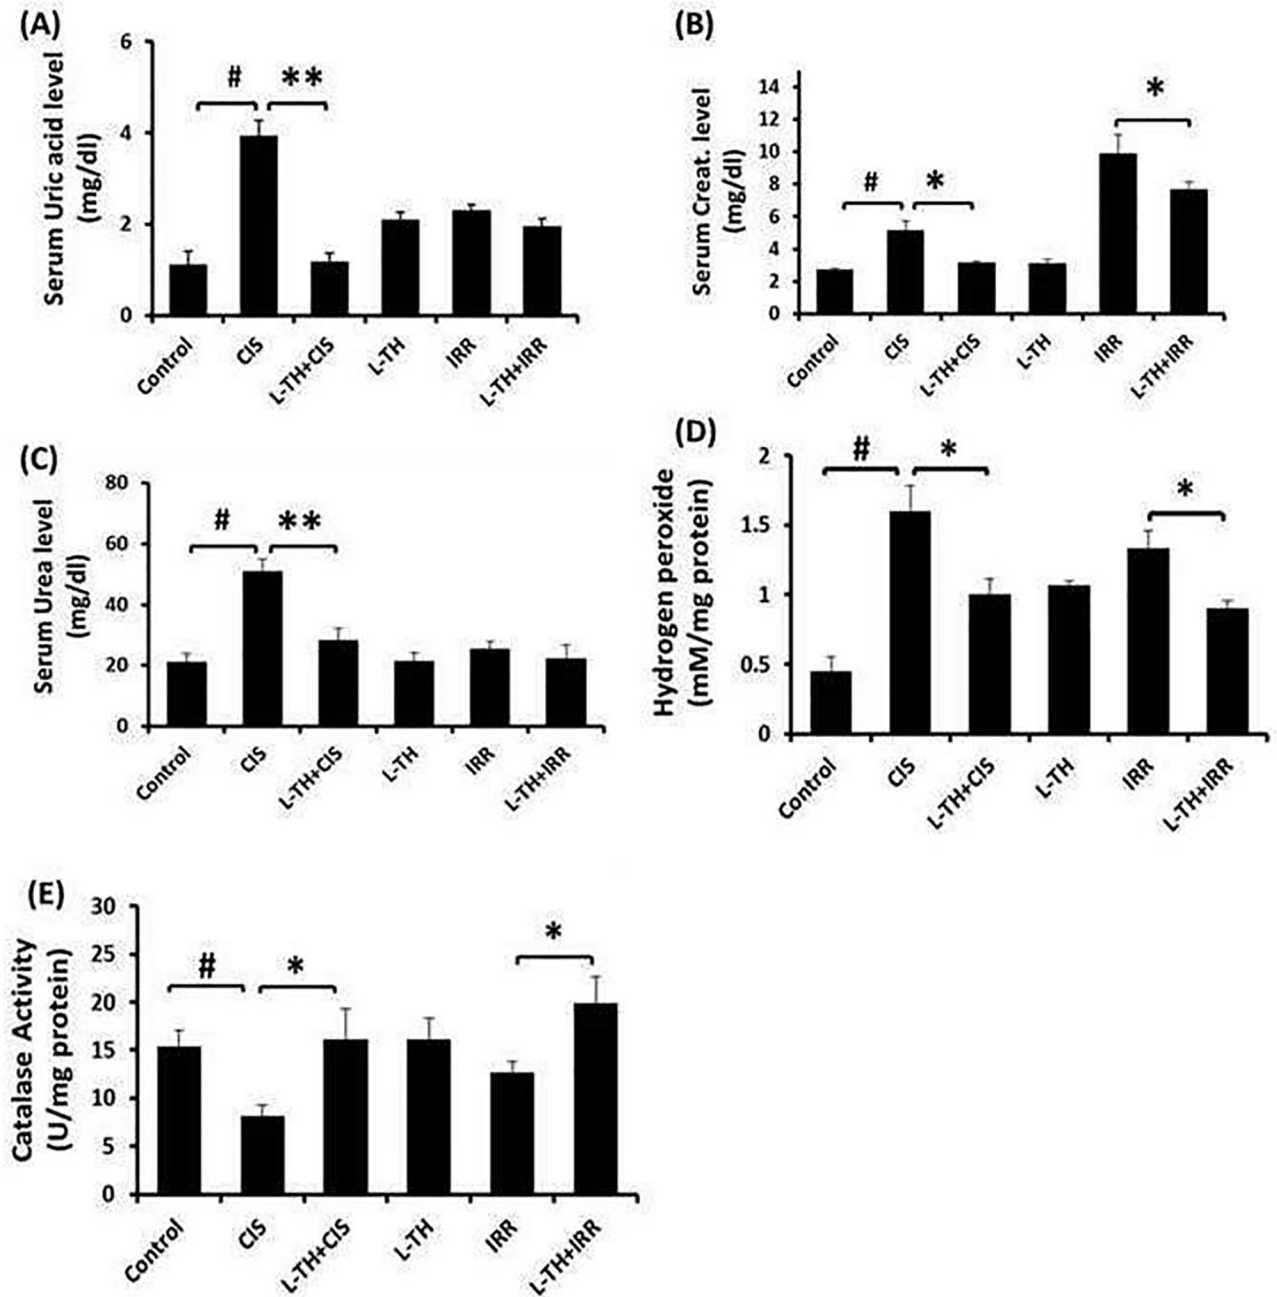 (A)
Serum Uric acid level
(mg/dl)
6
4
2
0
# **
Control CIS L-TH+CIS L-TH IRR L-TH+IRR
(B)
Serum Creat. level
(mg/dl)
14
12
10
8
6
4
2
0
# * *
Control CIS L-TH+CIS L-TH IRR L-TH+IRR
(C)
Serum Urea level
(mg/dl)
80
60
40
20
0
# **
Control CIS L-TH+CIS L-TH IRR L-TH+IRR
(D)
Hydrogen peroxide
(mM/mg protein)
2
1.5
1
0.5
0
# * *
Control CIS L-TH+CIS L-TH IRR L-TH+IRR
(E)
Catalase Activity
(U/mg protein)
30
25
20
15
10
5
0
# * *
Control CIS L-TH+CIS L-TH IRR L-TH+IRR